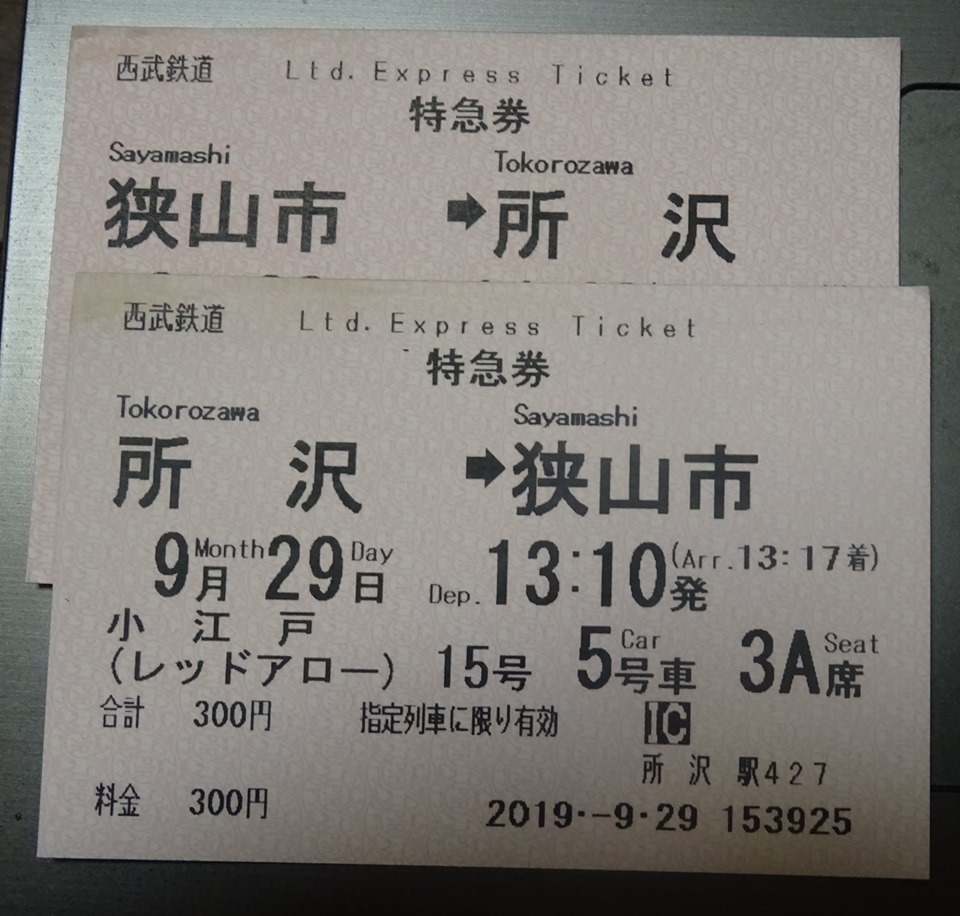 西武鉄道 Ltd. Express Ticket
特急券
Sayamashi Tokorozawa
狭山市 ➡ 所沢
西武鉄道 Ltd. Express Ticket
特急券
Tokorozawa Sayamashi
所沢 ➡ 狭山市
9月 Month 29日 Day Dep. 13:10発 (Arr. 13:17着)
小江戸
(レッドアロー) 15号 5号車 Car 3A席 Seat
合計 300円 指定列車に限り有効 IC
所沢駅427
料金 300円 2019.-9.29 153925